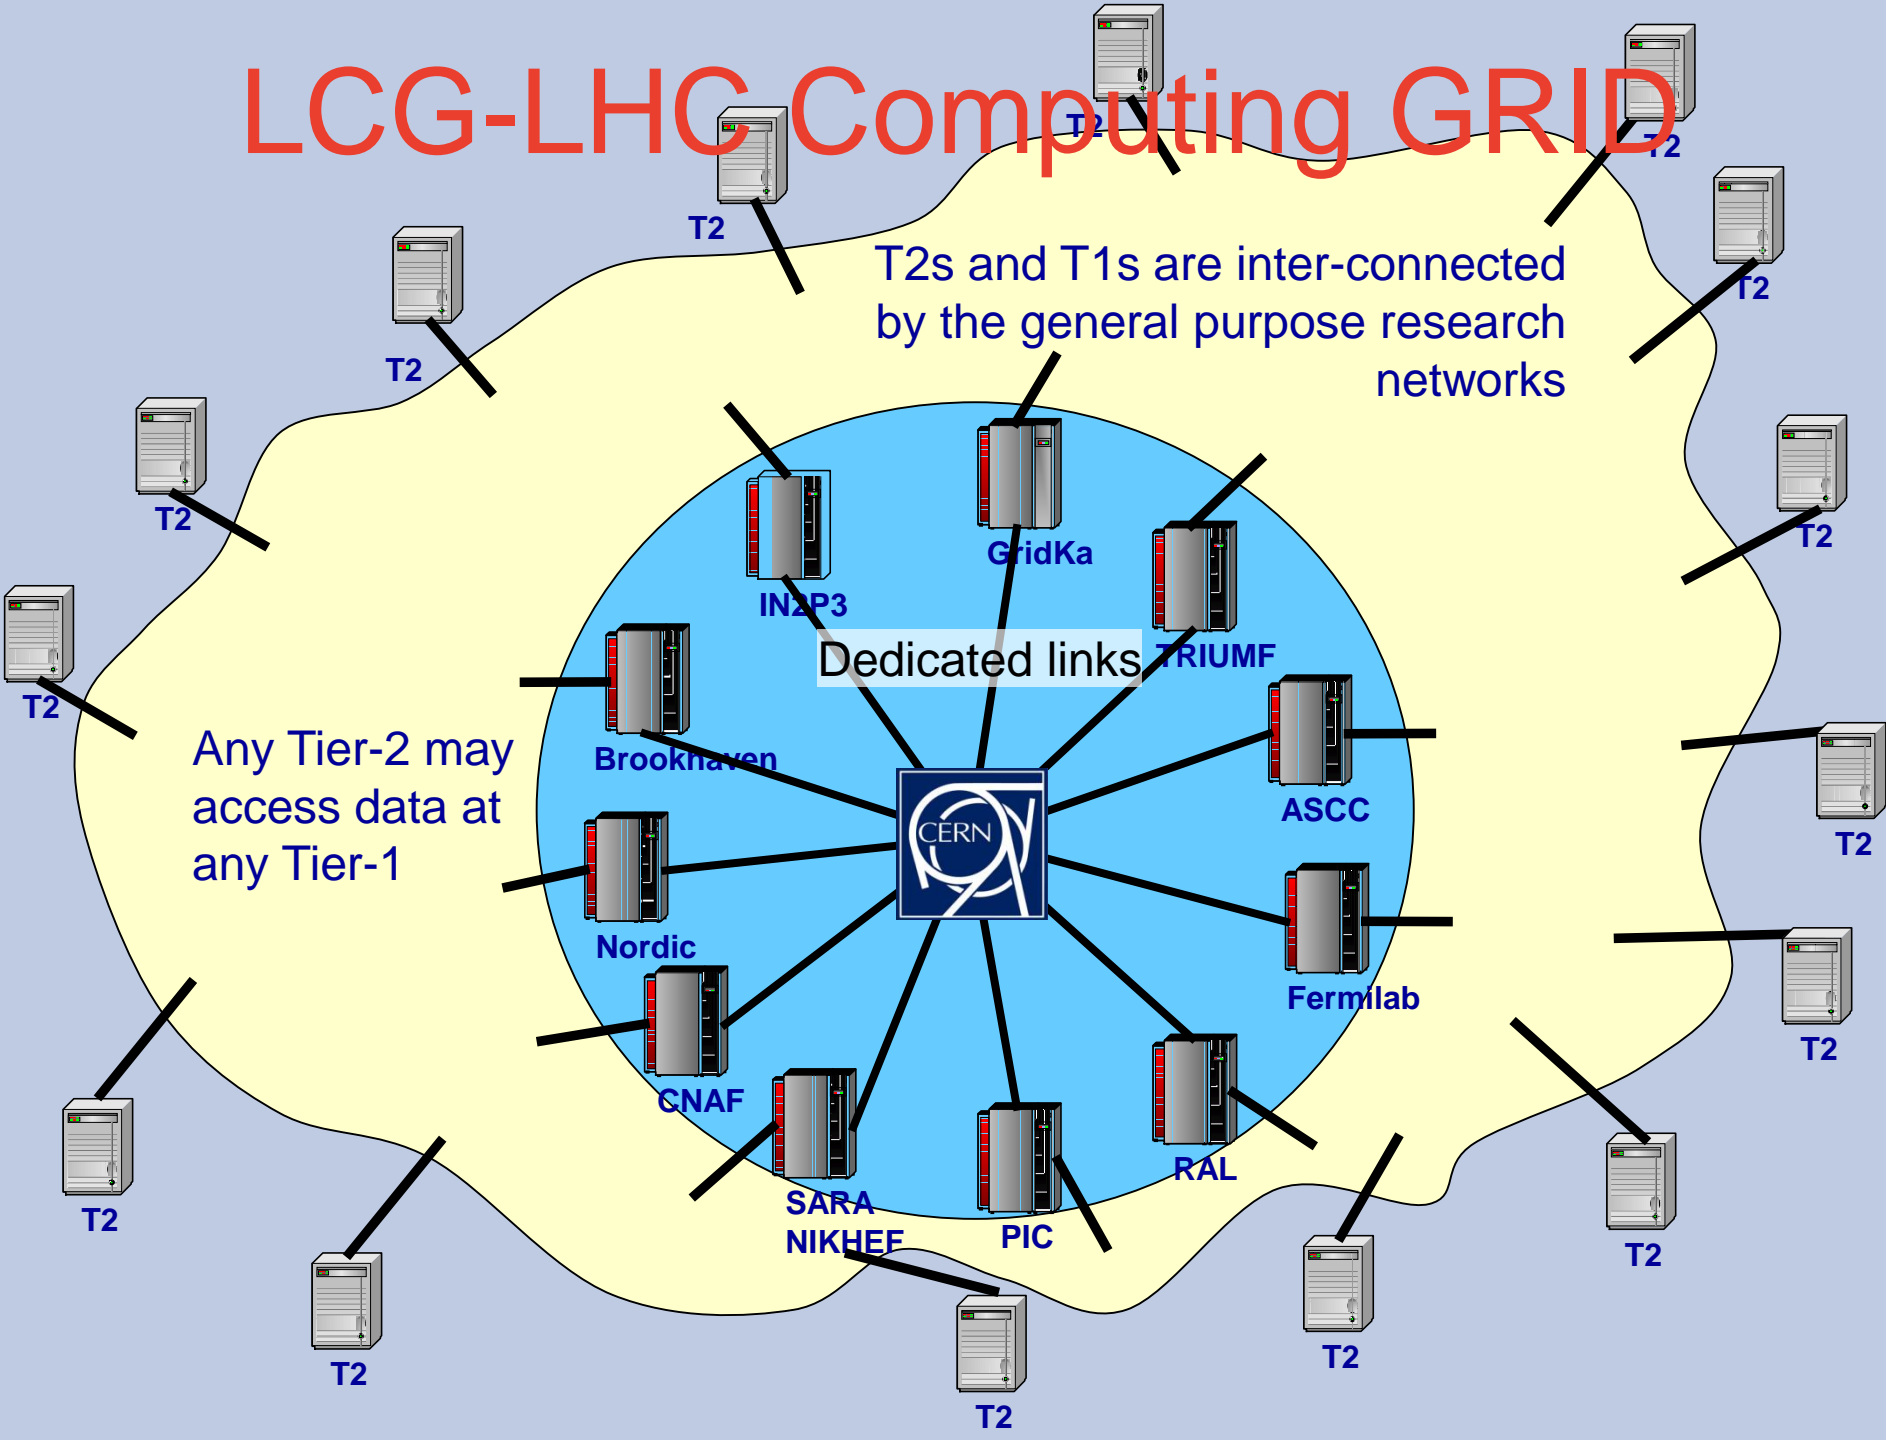 LCG-LHC Computing GRID
T2
T2
T2
T2
T2
T2s and T1s are inter-connected
by the general purpose research
networks
T2
T2
T2
GridKa
IN2P3
TRIUMF
Dedicated links
T2
Any Tier-2 may
access data at
any Tier-1
Brookhaven
ASCC
CERN
T2
Nordic
Fermilab
CNAF
T2
RAL
SARA
NIKHEF
PIC
T2
T2
T2
T2
T2